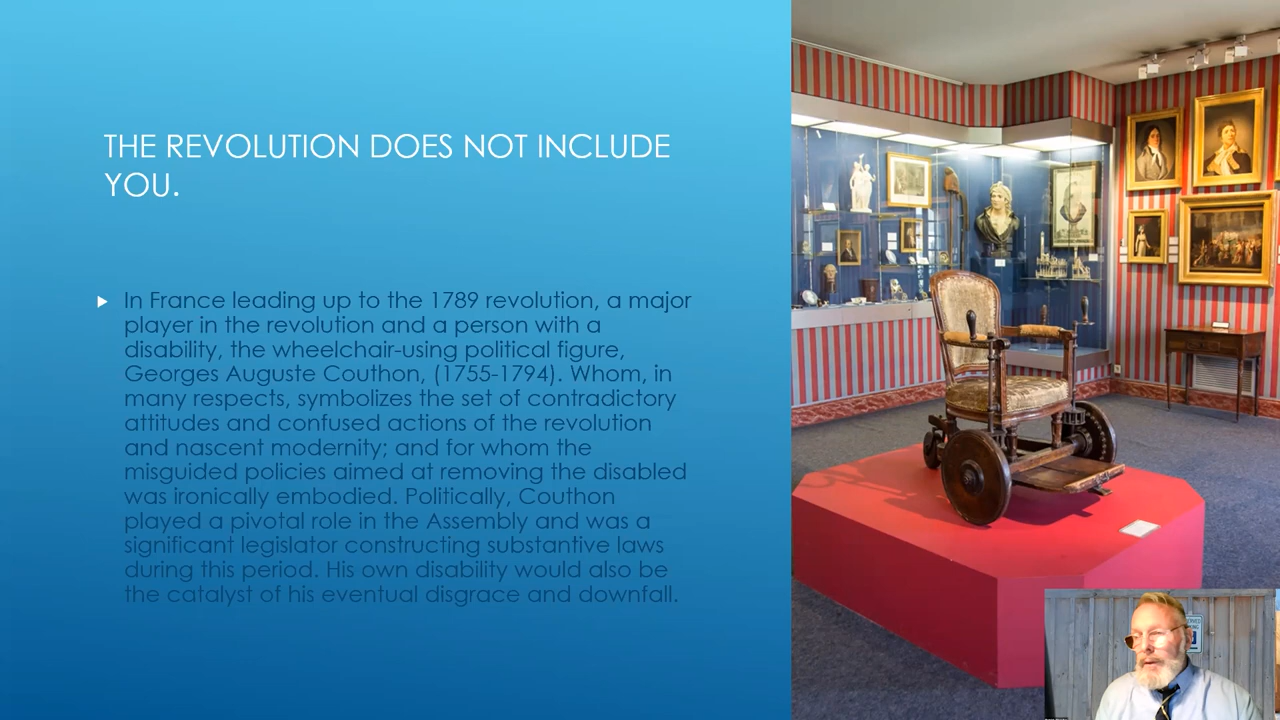 THE REVOLUTION DOES NOT INCLUDE
YOU.
In France leading up to the 1789 revolution, a major
player in the revolution and a person with a
disability, the wheelchair-using political figure,
Georges Auguste Couthon, (1755-1794). Whom, in
many respects, symbolizes the set of contradictory
attitudes and confused actions of the revolution
and nascent modernity; and for whom the
misguided policies aimed at removing the disabled
was ironically embodied. Politically, Couthon
played a pivotal role in the Assembly and was a
significant legislator constructing substantive laws
during this period. His own disability would also be
the catalyst of his eventual disgrace and downfall.